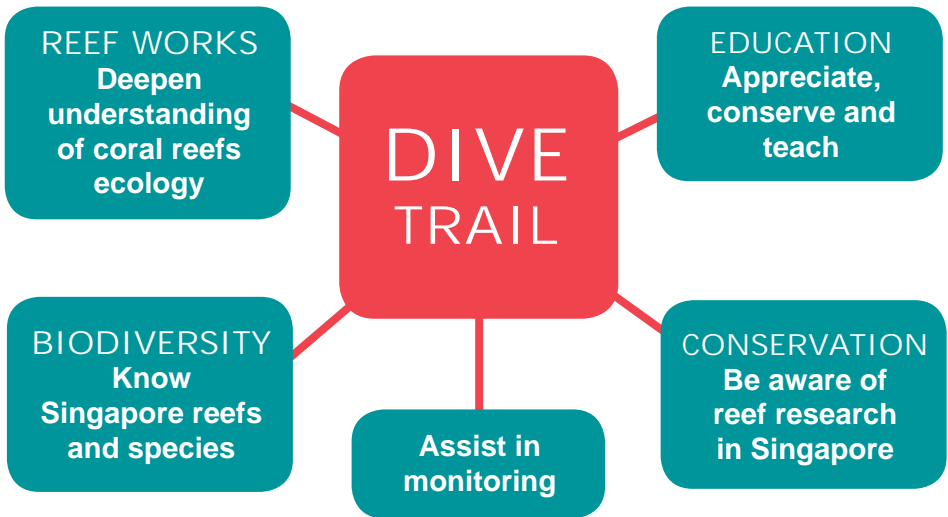 REEF WORKS
Deepen
understanding
of coral reefs
ecology
DIVE
TRAIL
EDUCATION
Appreciate,
conserve and
teach
BIODIVERSITY
Know
Singapore reefs
and species
Assist in
monitoring
CONSERVATION
Be aware of
reef research
in Singapore